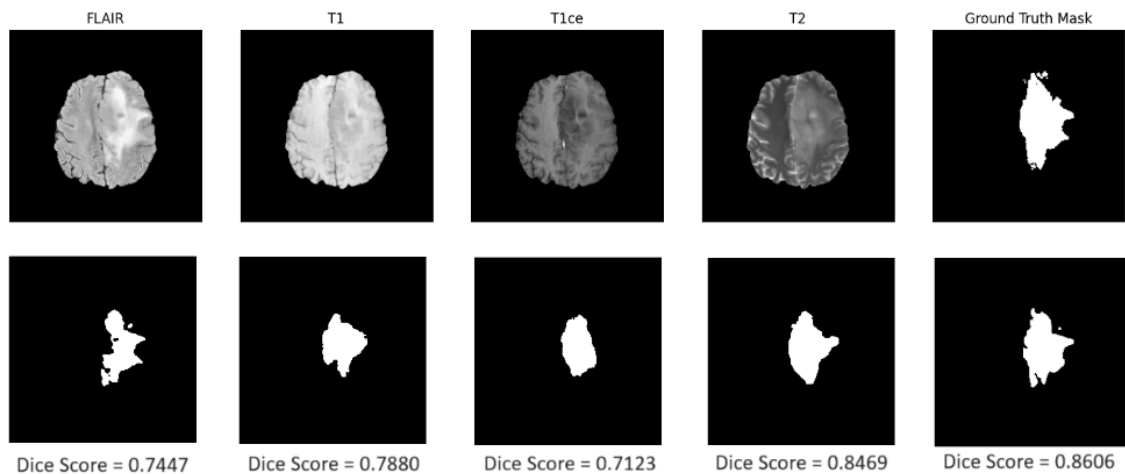 FLAIR
T1
T1ce
T2
Ground Truth Mask
Dice Score = 0.7447
Dice Score = 0.7880
Dice Score = 0.7123
Dice Score = 0.8469
Dice Score = 0.8606